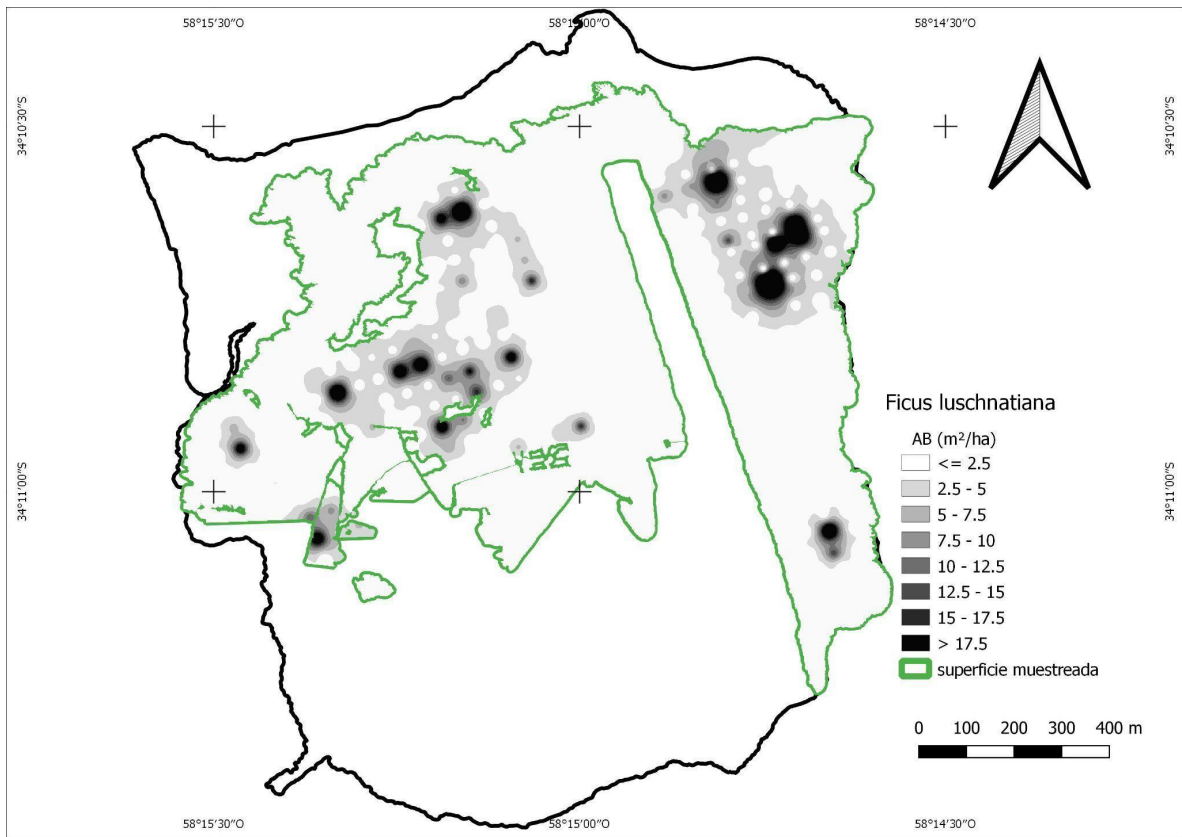 58°15'30"O 58°15'00"O 58°14'30"O
34°10'30"S 34°10'30"S
Ficus luschnatiana
AB (m²/ha)
<= 2.5
2.5 - 5
5 - 7.5
7.5 - 10
10 - 12.5
12.5 - 15
15 - 17.5
> 17.5
superficie muestreada
34°11'00"S 34°11'00"S
0 100 200 300 400 m
58°15'30"O 58°15'00"O 58°14'30"O